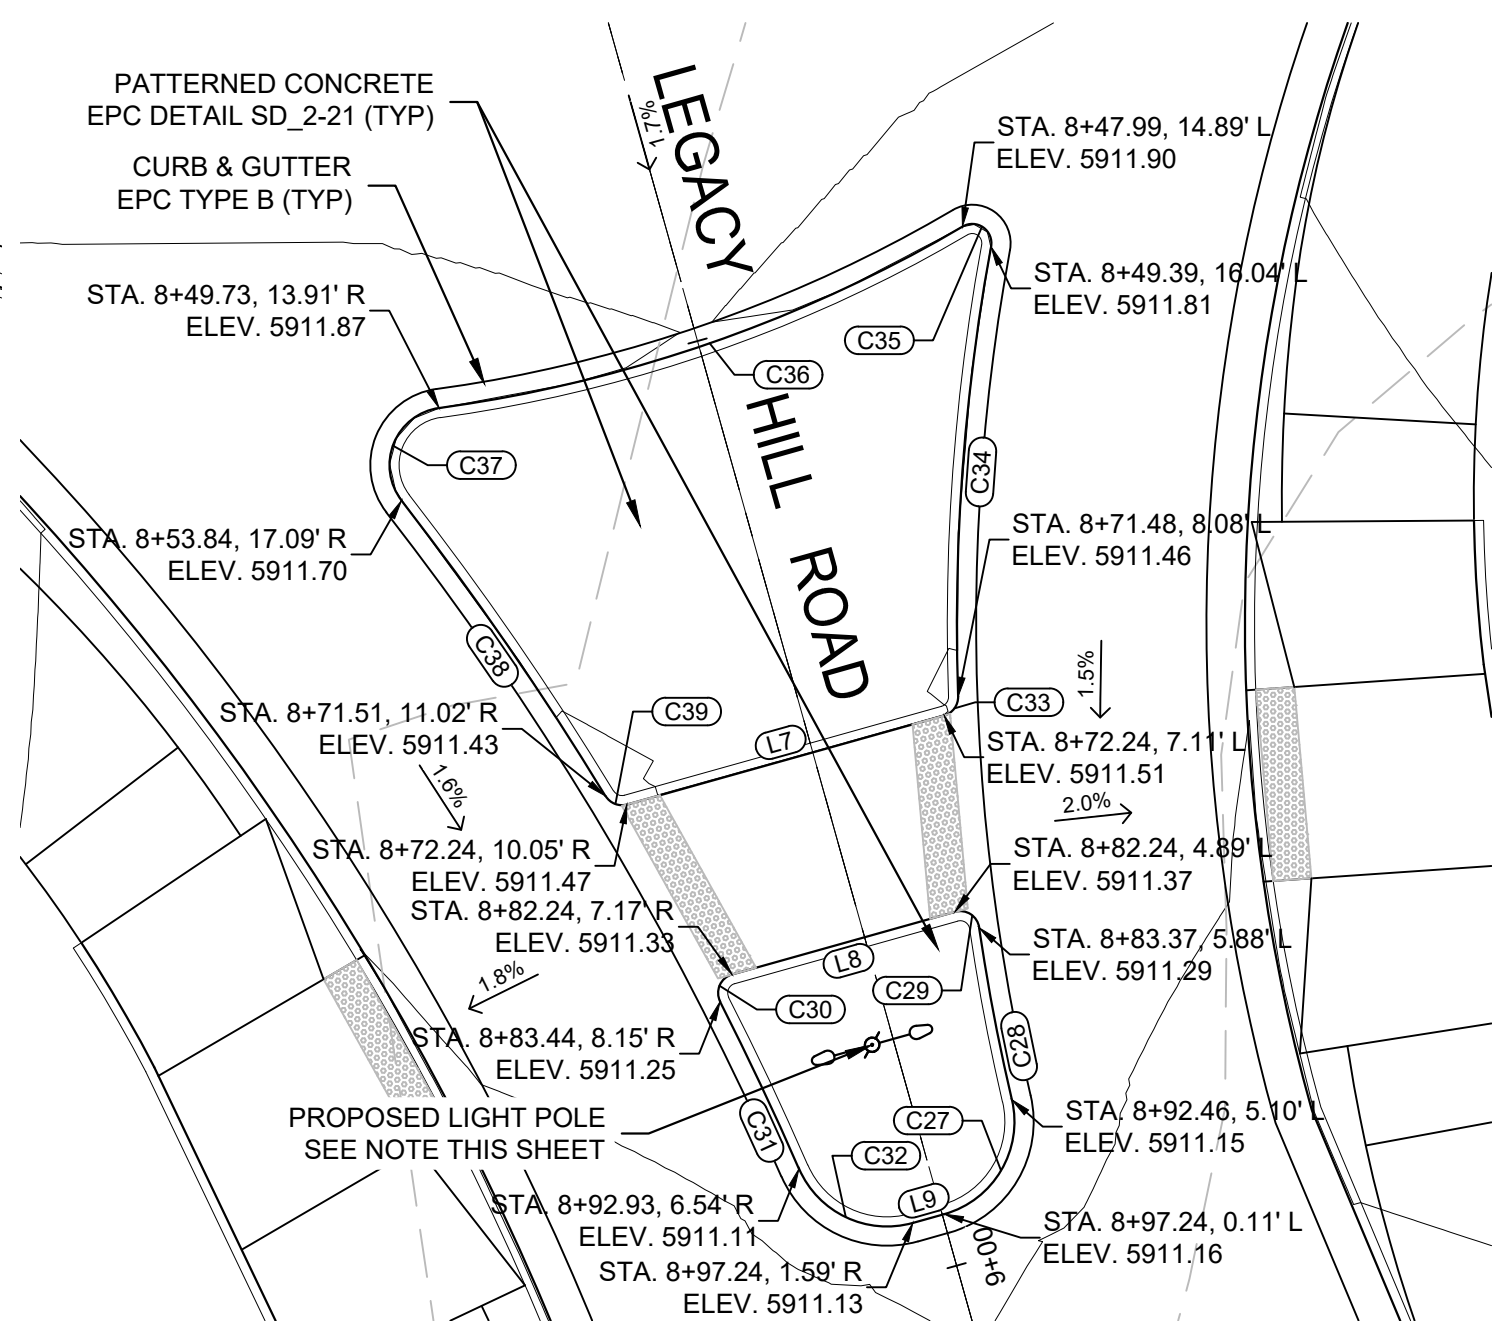 PATTERNED CONCRETE
EPC DETAIL SD_2-21 (TYP)
CURB & GUTTER
EPC TYPE B (TYP)
1.7%
LEGACY
HILL
ROAD
STA. 8+47.99, 14.89' L
ELEV. 5911.90
STA. 8+49.39, 16.04' L
ELEV. 5911.81
STA. 8+49.73, 13.91' R
ELEV. 5911.87
C35
C36
C37
C34
STA. 8+53.84, 17.09' R
ELEV. 5911.70
STA. 8+71.48, 8.08' L
ELEV. 5911.46
C38
1.5%
STA. 8+71.51, 11.02' R
ELEV. 5911.43
C39
L7
C33
STA. 8+72.24, 7.11' L
ELEV. 5911.51
1.6%
2.0%
STA. 8+72.24, 10.05' R
ELEV. 5911.47
STA. 8+82.24, 4.89' L
ELEV. 5911.37
STA. 8+82.24, 7.17' R
ELEV. 5911.33
STA. 8+83.37, 5.88' L
ELEV. 5911.29
L8
1.8%
C29
C30
STA. 8+83.44, 8.15' R
ELEV. 5911.25
C28
PROPOSED LIGHT POLE
SEE NOTE THIS SHEET
C31
C27
STA. 8+92.46, 5.10' L
ELEV. 5911.15
C32
STA. 8+92.93, 6.54' R
ELEV. 5911.11
L9
STA. 8+97.24, 0.11' L
ELEV. 5911.16
9+00
STA. 8+97.24, 1.59' R
ELEV. 5911.13